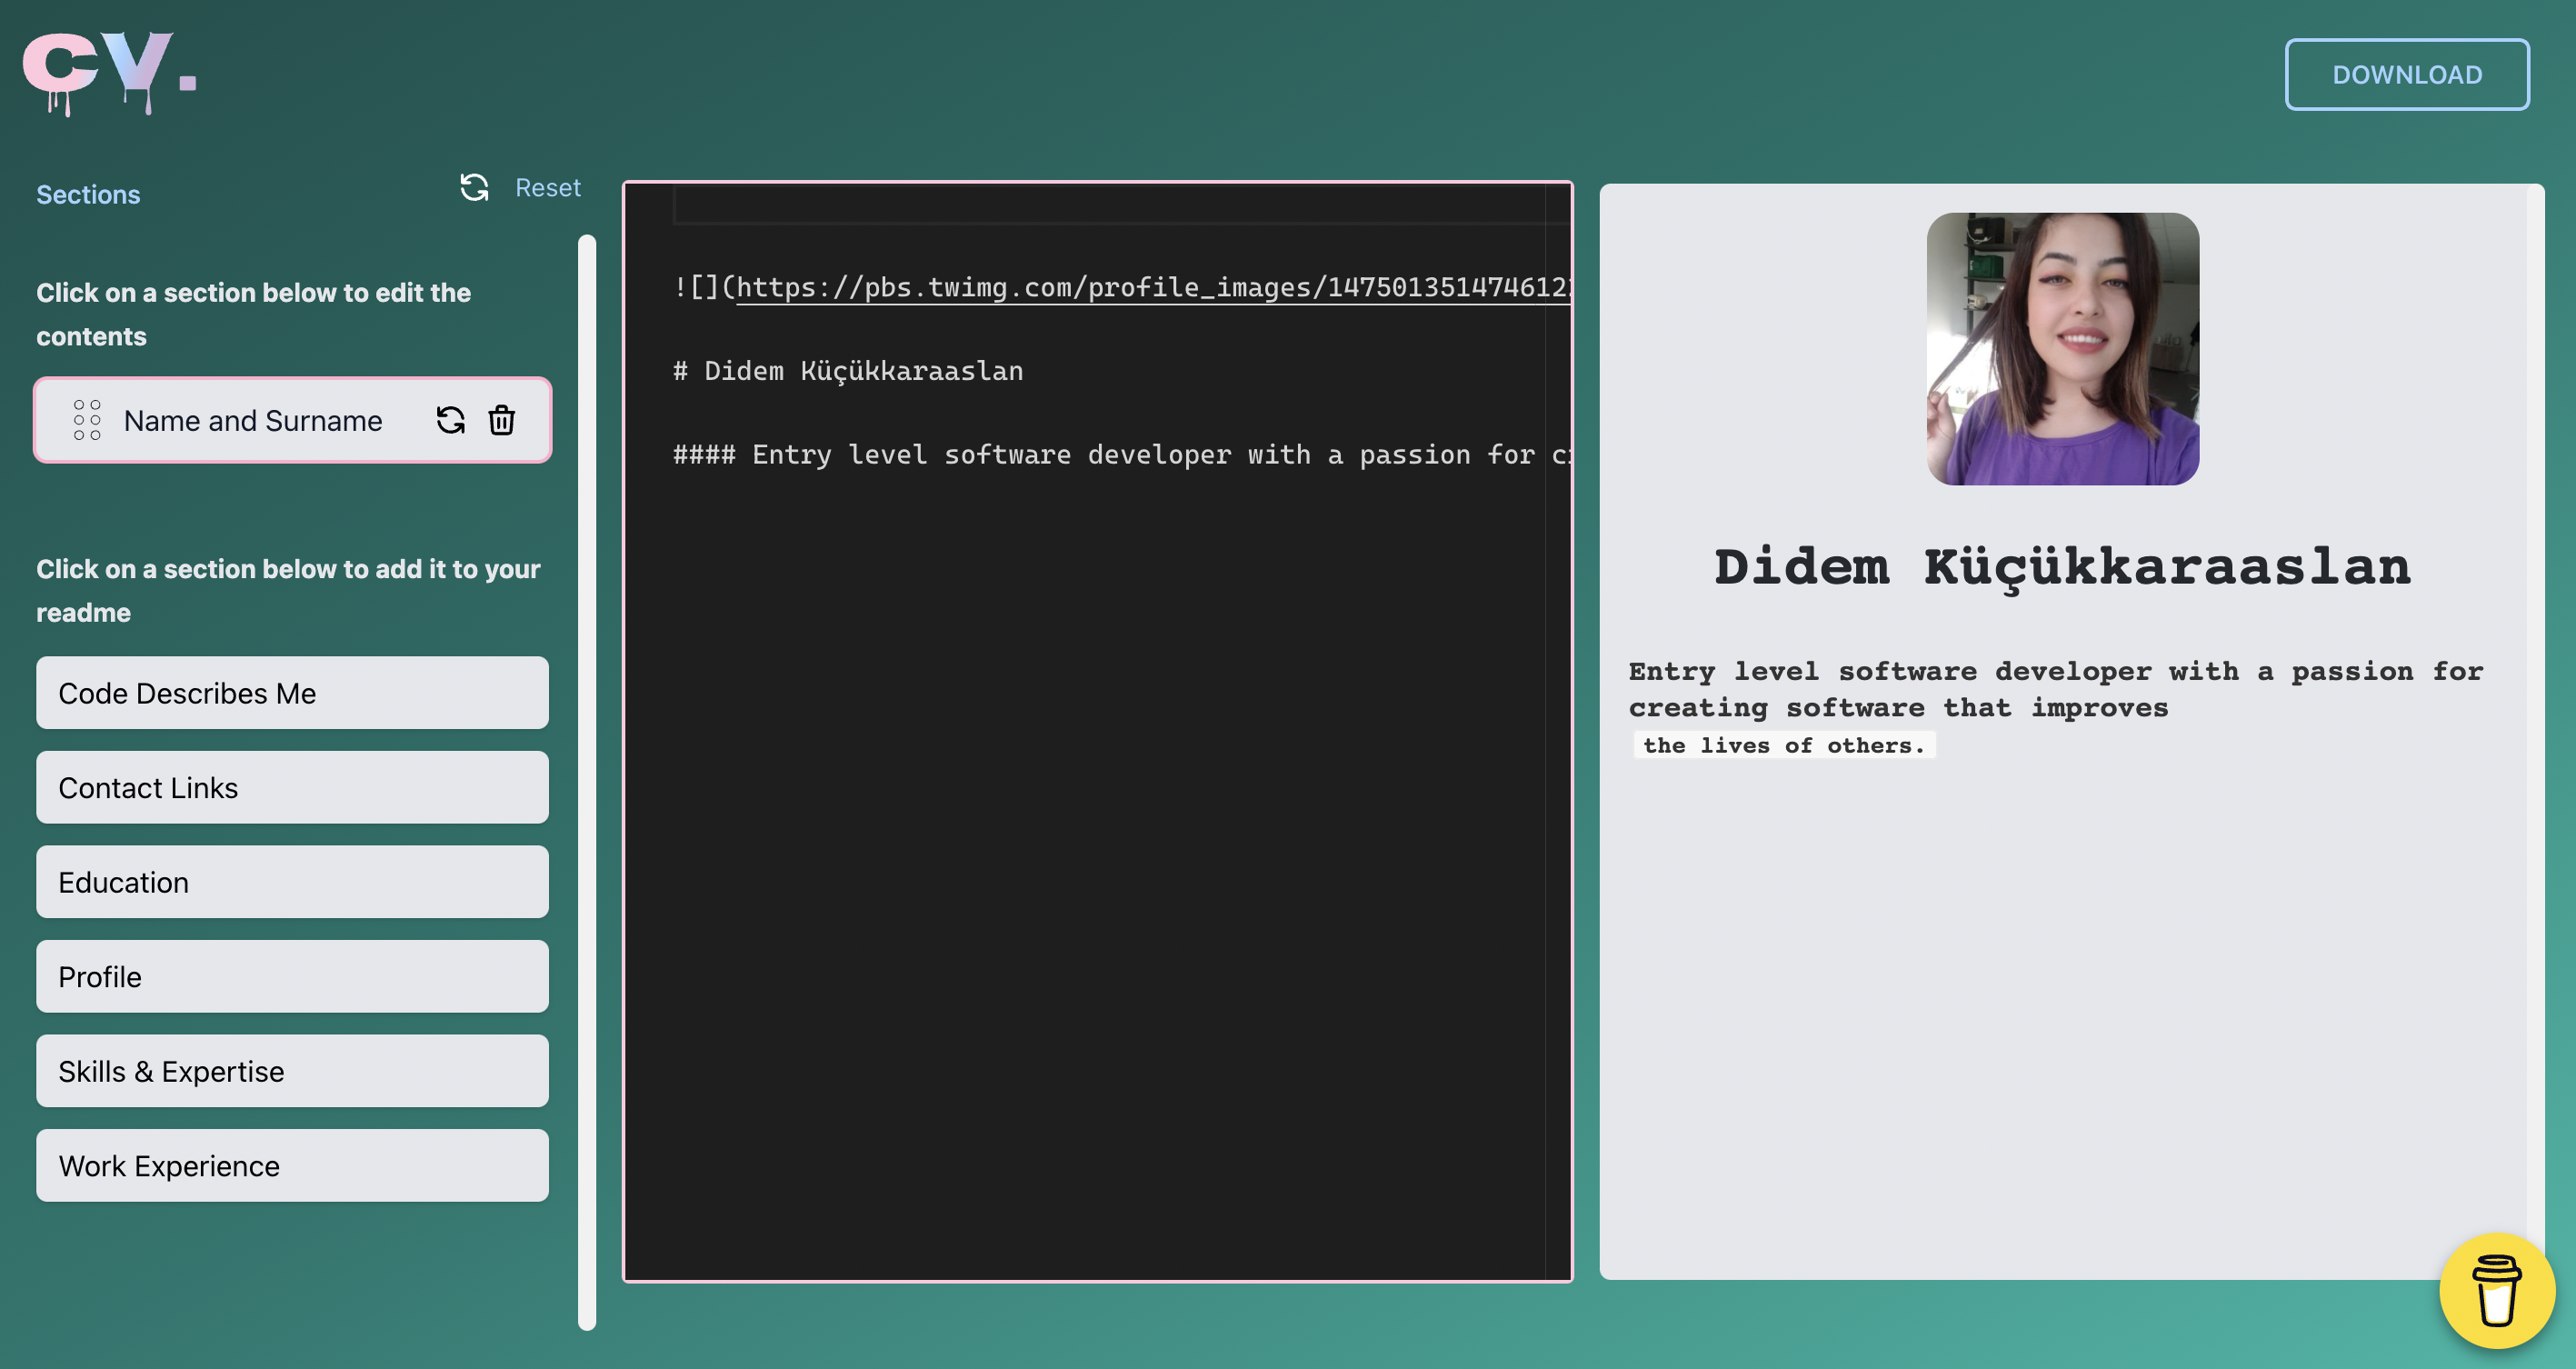 CV.
DOWNLOAD
Sections
Reset
Click on a section below to edit the
contents
Name and Surname
Click on a section below to add it to your
readme
Code Describes Me
Contact Links
Education
Profile
Skills & Expertise
Work Experience
![](https://pbs.twimg.com/profile_images/147501351474612
# Didem Küçükkaraaslan
#### Entry level software developer with a passion for c
Didem Küçükkaraaslan
Entry level software developer with a passion for
creating software that improves
the lives of others.